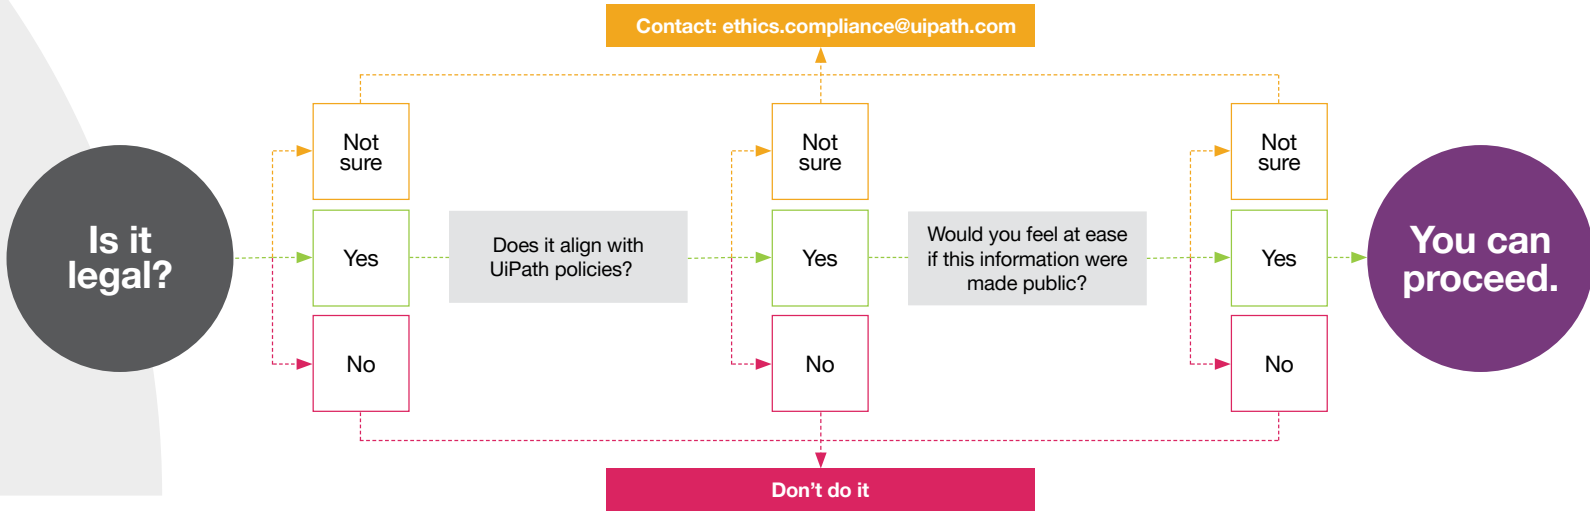 Contact: ethics.compliance@uipath.com
Is it
legal?
Not
sure
Yes
No
Does it align with
UiPath policies?
Not
sure
Yes
No
Would you feel at ease
if this information were
made public?
Not
sure
Yes
No
You can
proceed.
Don’t do it